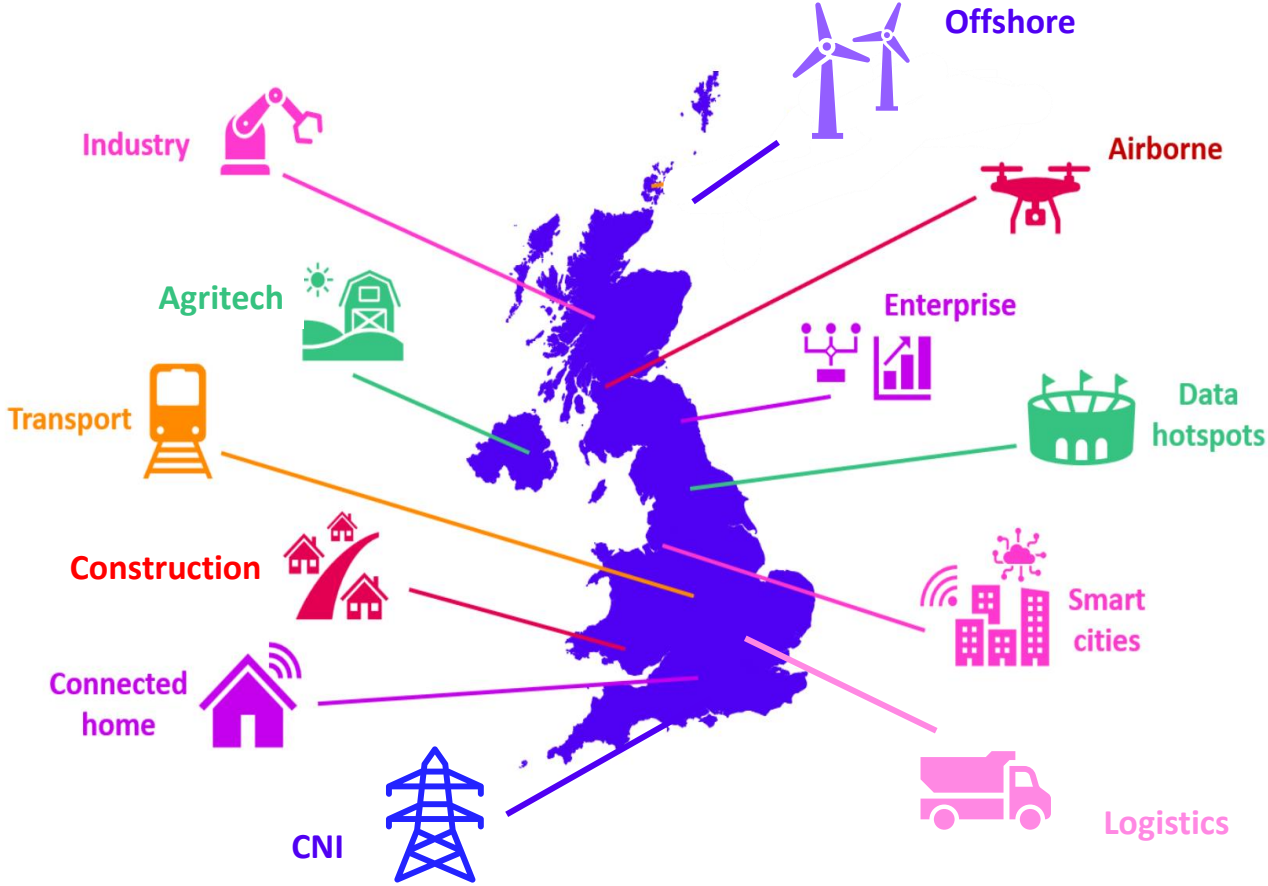 Offshore
Industry
Airborne
Agritech
Enterprise
Transport
Data
hotspots
Construction
Smart
cities
Connected
home
CNI
Logistics